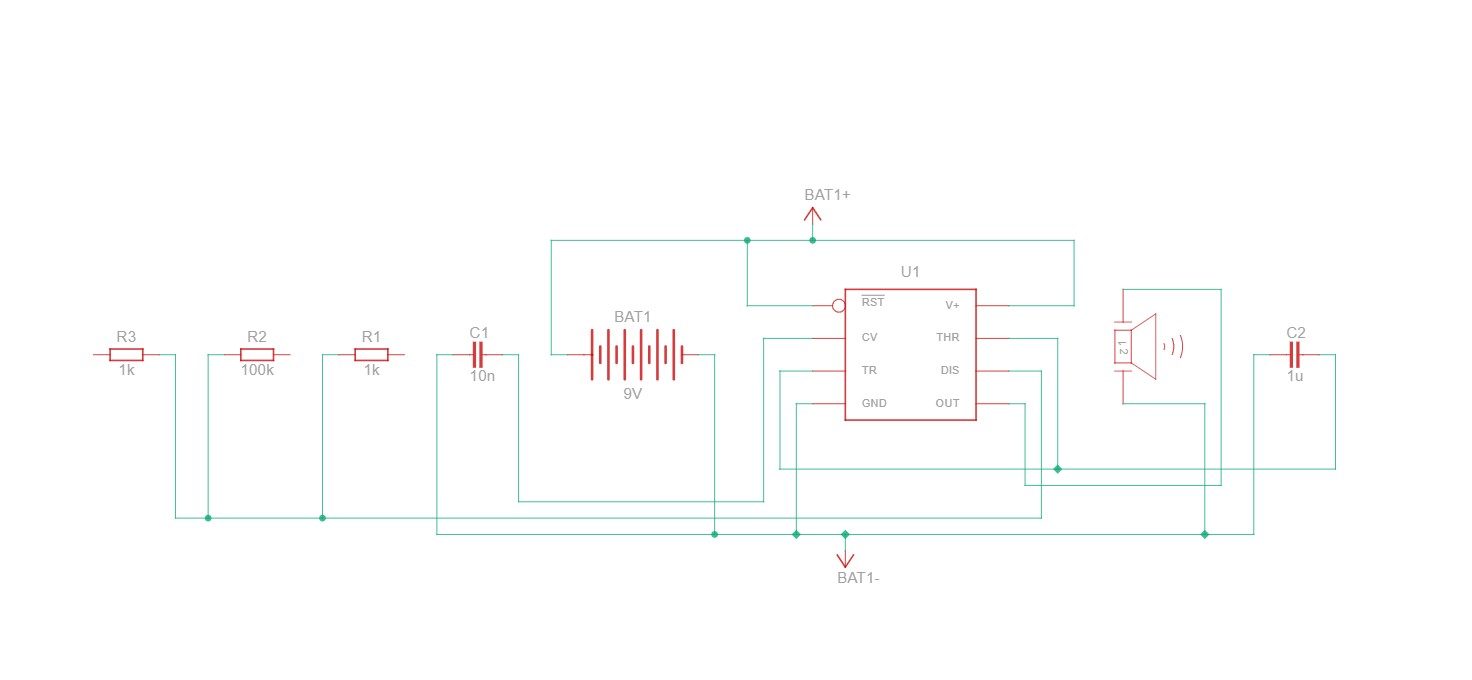 BAT1+
U1
RST
V+
BAT1
R3
R2
R1
C1
CV
THR
C2
1 2
1k
100k
1k
10n
TR
DIS
1u
9V
GND
OUT
BAT1-